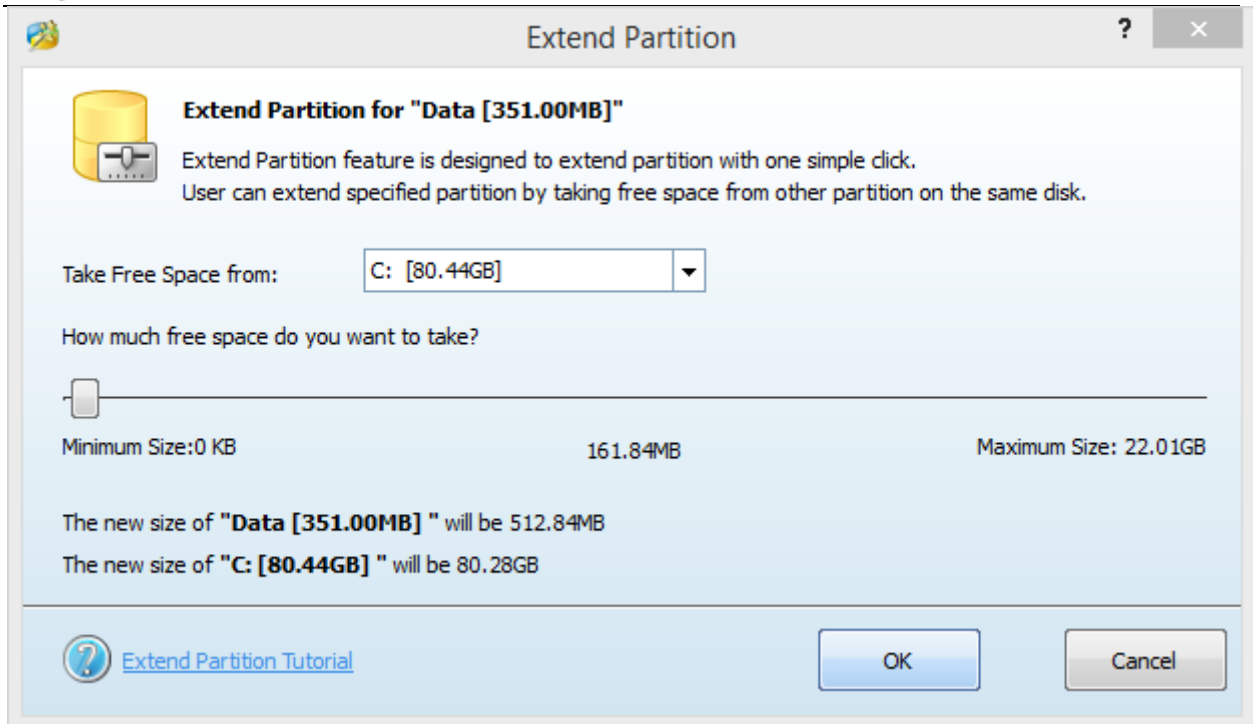 Extend Partition
?
×
Extend Partition for "Data [351.00MB]"
Extend Partition feature is designed to extend partition with one simple click.
User can extend specified partition by taking free space from other partition on the same disk.
Take Free Space from:
C: [80.44GB]
How much free space do you want to take?
Minimum Size:0 KB
161.84MB
Maximum Size: 22.01GB
The new size of "Data [351.00MB] " will be 512.84MB
The new size of "C: [80.44GB] " will be 80.28GB
Extend Partition Tutorial
OK
Cancel